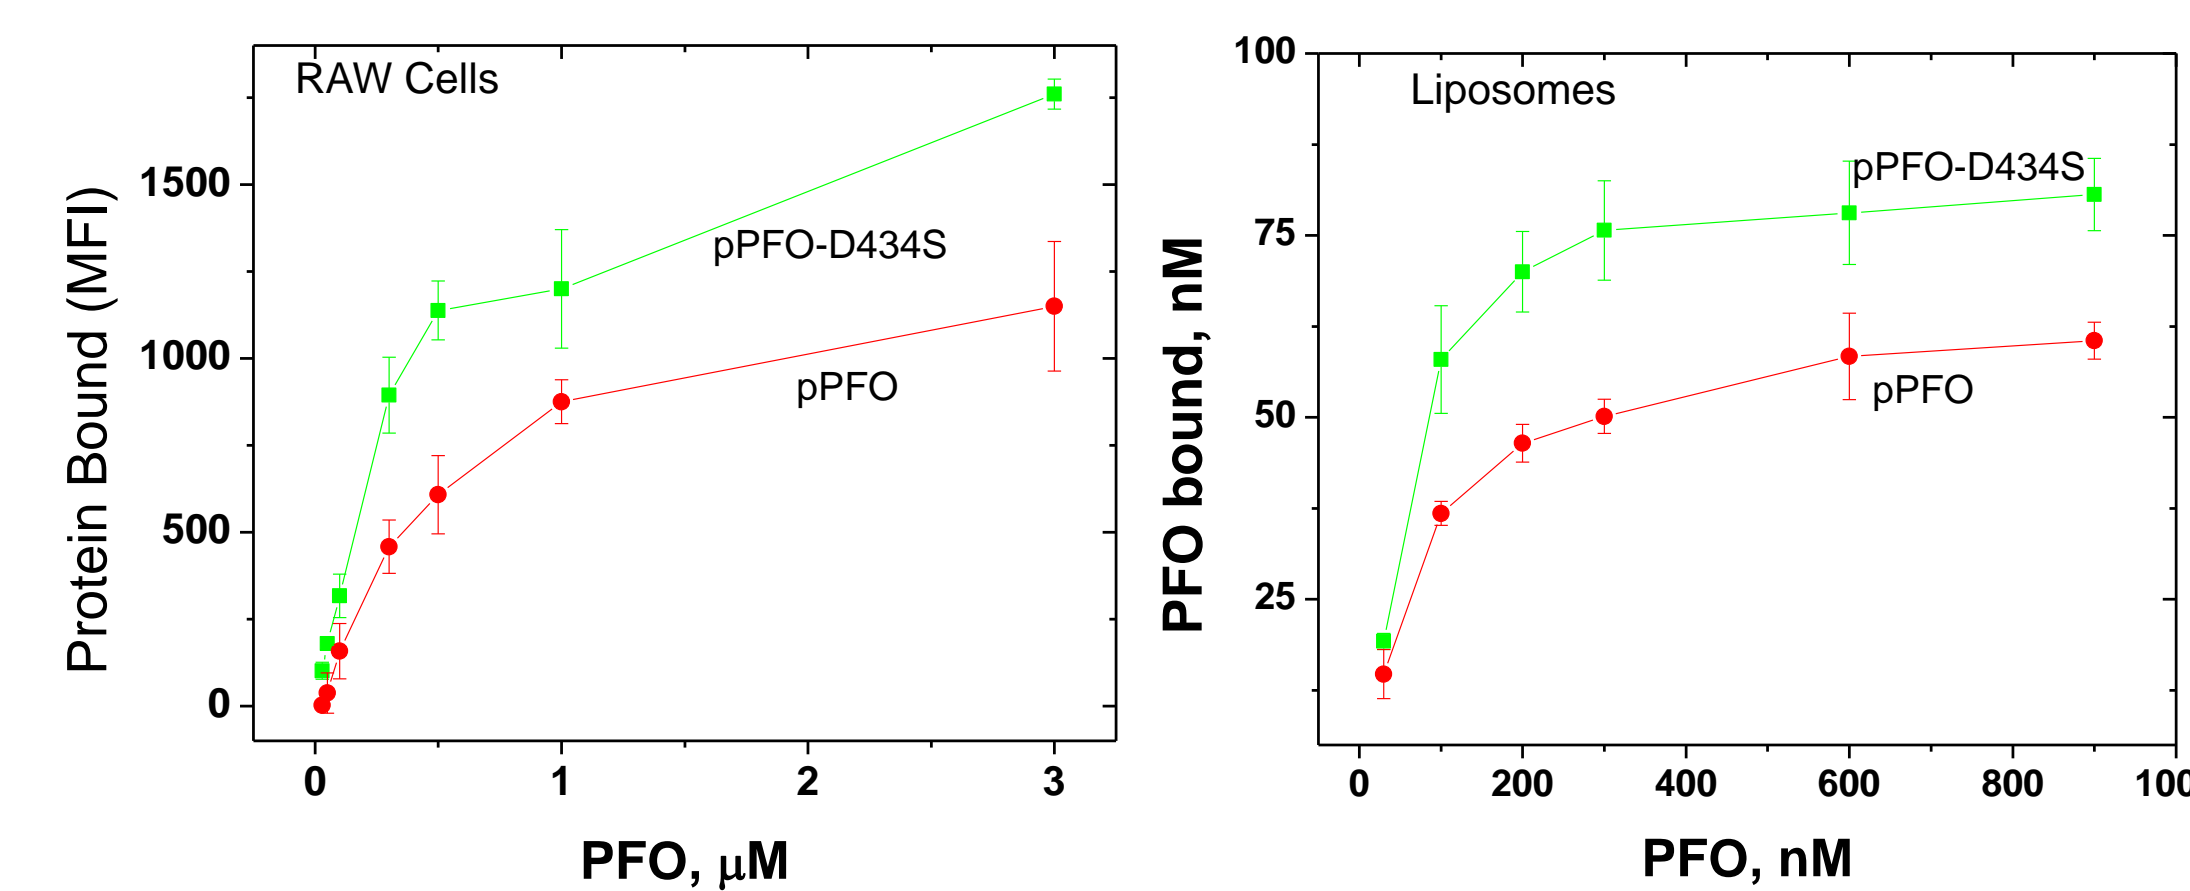 RAW Cells
pPFO-D434S
pPFO
Protein Bound (MFI)
1500
1000
500
0
0 1 2 3
PFO, μM
Liposomes
pPFO-D434S
pPFO
PFO bound, nM
100
75
50
25
0 200 400 600 800 100
PFO, nM